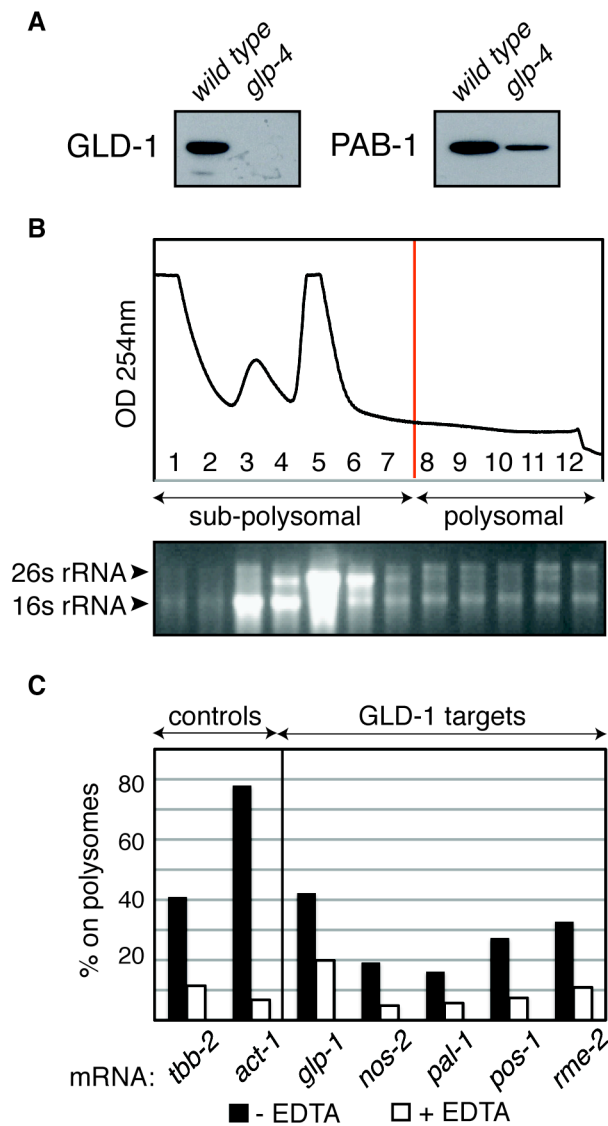 A
wild type
glp-4
wild type
glp-4
GLD-1
PAB-1
B
OD 254nm
1 2 3 4 5 6 7 8 9 10 11 12
sub-polysomal polysomal
26s rRNA
16s rRNA
C
controls GLD-1 targets
% on polysomes
80
60
40
20
mRNA: tbb-2 act-1 glp-1 nos-2 pal-1 pos-1 rme-2
- EDTA + EDTA